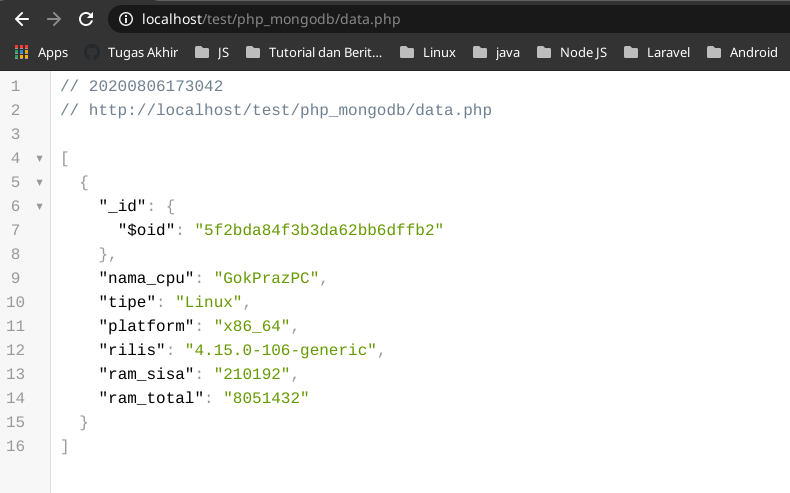 localhost/test/php_mongodb/data.php
Apps Tugas Akhir JS Tutorial dan Berit... Linux java Node JS Laravel Android
1 // 20200806173042
2 // http://localhost/test/php_mongodb/data.php
3
4 [
5 {
6 "_id": {
7 "$oid": "5f2bda84f3b3da62bb6dffb2"
8 },
9 "nama_cpu": "GokPrazPC",
10 "tipe": "Linux",
11 "platform": "x86_64",
12 "rilis": "4.15.0-106-generic",
13 "ram_sisa": "210192",
14 "ram_total": "8051432"
15 }
16 ]